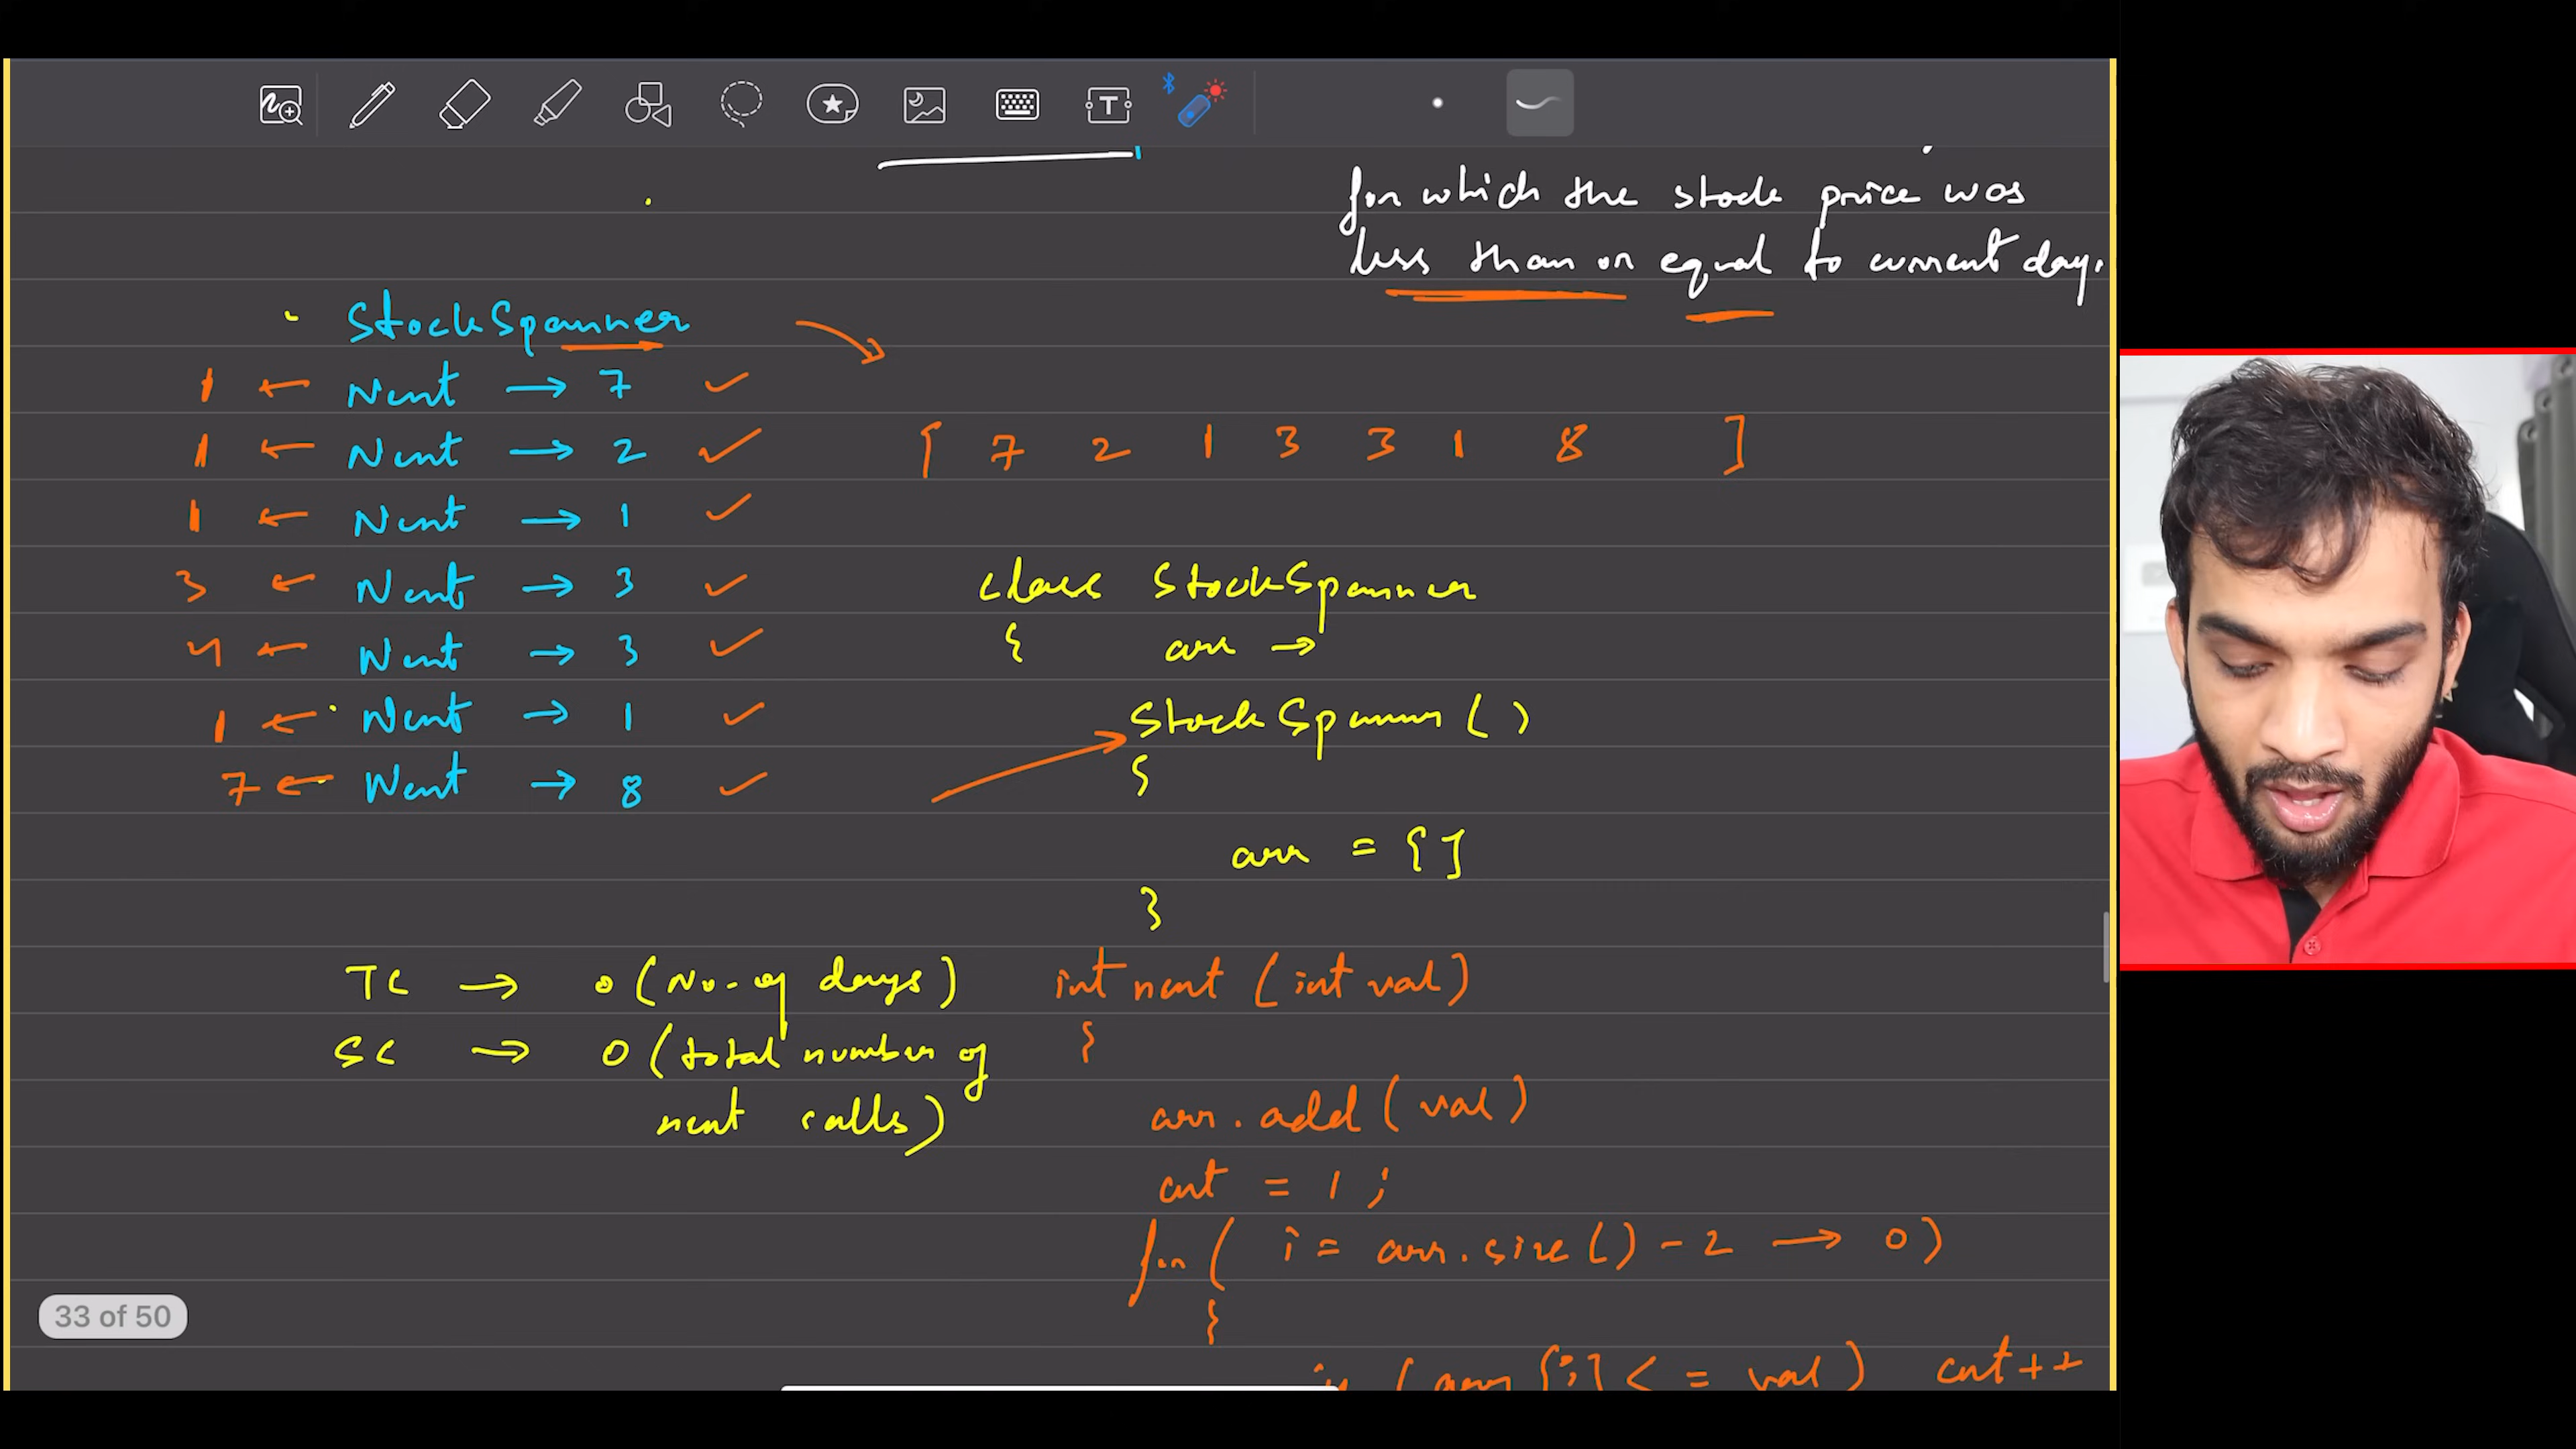 for which the stock price was
less than or equal to current day.
StockSpanner
1 ← Next → 7 ✓
1 ← Next → 2 ✓
1 ← Next → 1 ✓
3 ← Next → 3 ✓
4 ← Next → 3 ✓
1 ← Next → 1 ✓
7 ← Next → 8 ✓
[ 7 2 1 3 3 1 8 ]
class StockSpanner
{ arr →
StockSpanner ( )
{
arr = [ ]
}
TC → O (No. of days)
SC → O (total number of
next calls)
int next (int val)
{
arr.add (val)
cnt = 1 ;
for ( i = arr.size () - 2 → 0)
{
if (arr [i] < = val) cnt++
33 of 50
T